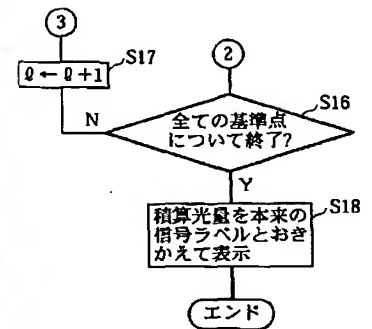 3
ℓ ← ℓ+1
S17
2
S16
全ての基準点
について終了?
N
Y
S18
積算光量を本来の
信号ラベルとおき
かえて表示
エンド